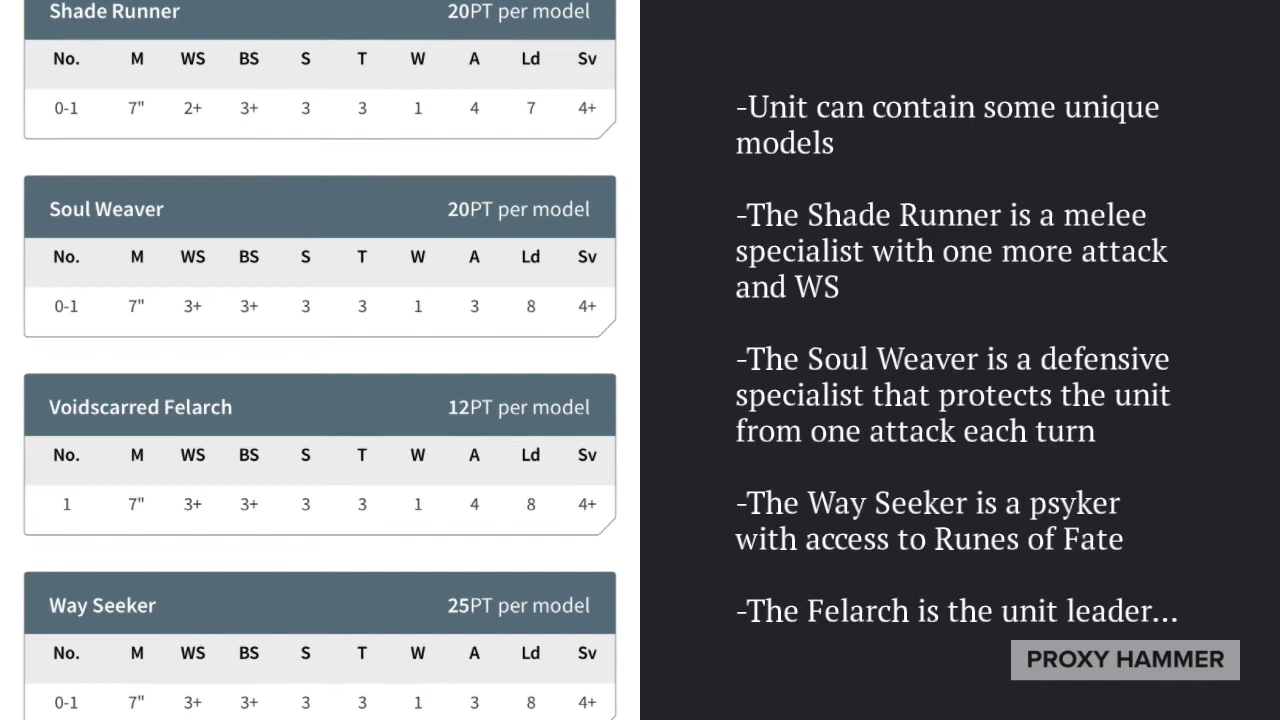 Shade Runner 20PT per model
No. M WS BS S T W A Ld Sv
0-1 7" 2+ 3+ 3 3 1 4 7 4+
Soul Weaver 20PT per model
No. M WS BS S T W A Ld Sv
0-1 7" 3+ 3+ 3 3 1 3 8 4+
Voidscarred Felarch 12PT per model
No. M WS BS S T W A Ld Sv
1 7" 3+ 3+ 3 3 1 4 8 4+
Way Seeker 25PT per model
No. M WS BS S T W A Ld Sv
0-1 7" 3+ 3+ 3 3 1 3 8 4+
-Unit can contain some unique
models
-The Shade Runner is a melee
specialist with one more attack
and WS
-The Soul Weaver is a defensive
specialist that protects the unit
from one attack each turn
-The Way Seeker is a psyker
with access to Runes of Fate
-The Felarch is the unit leader...
PROXY HAMMER